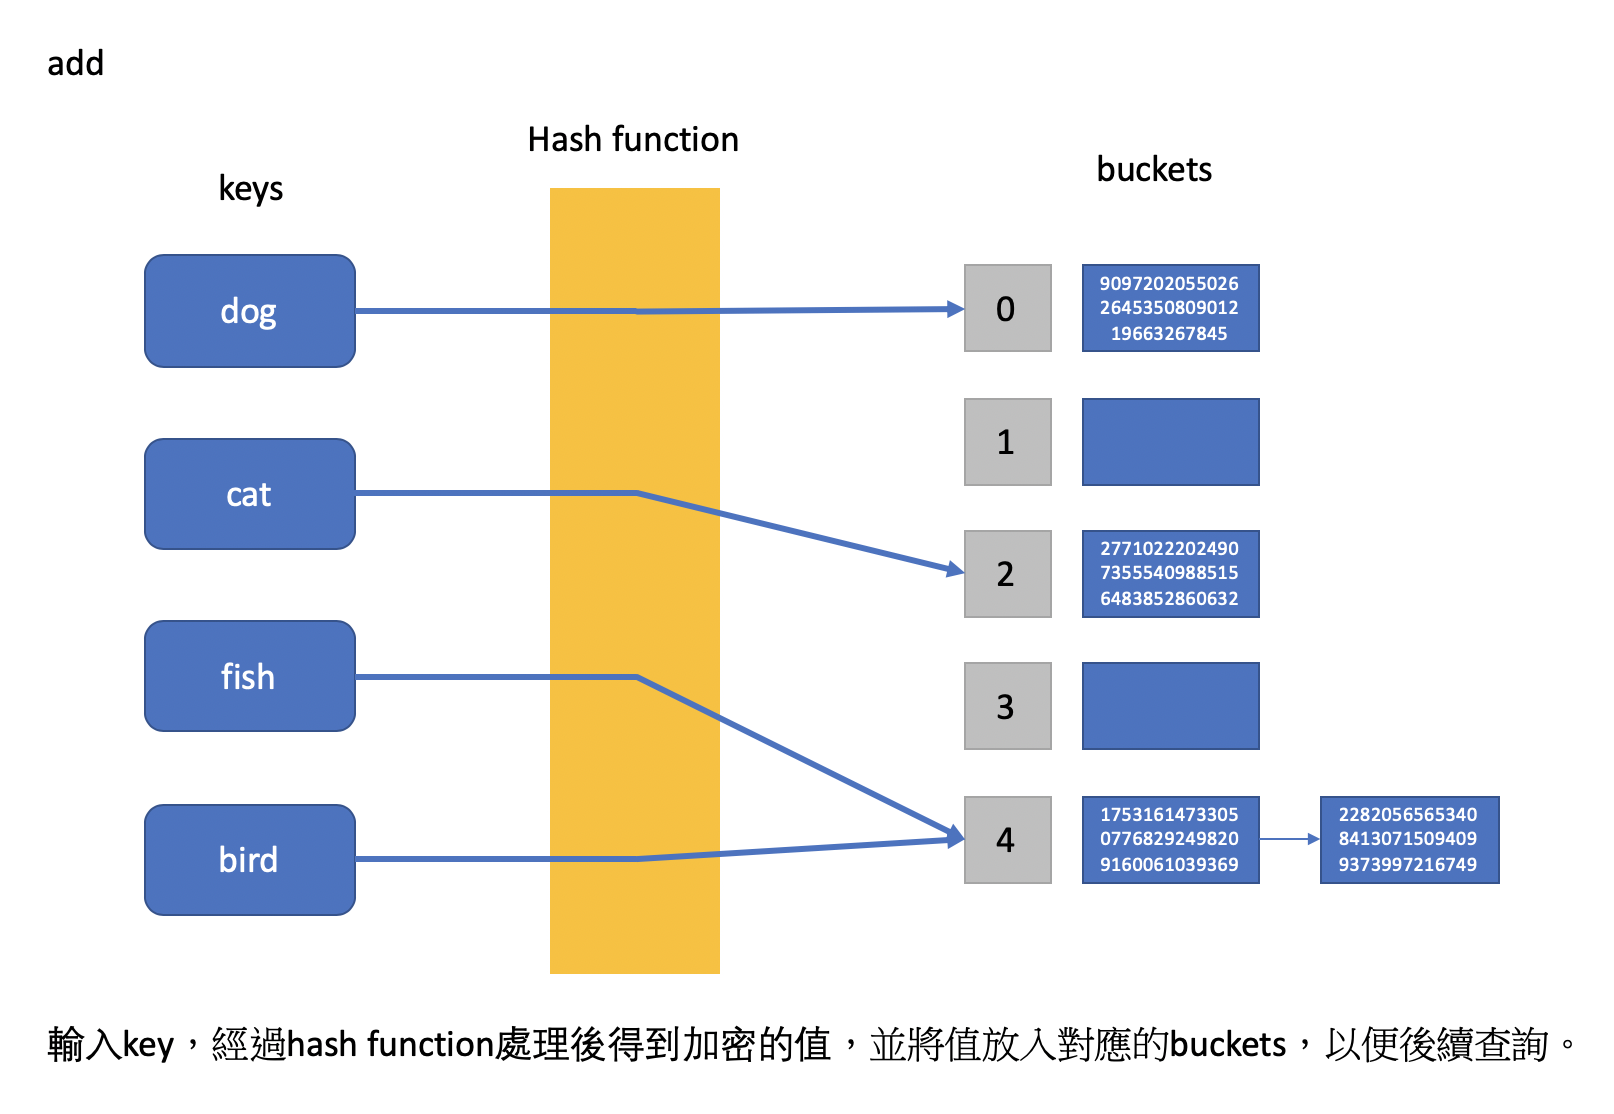 add
Hash function
keys
buckets
dog
cat
fish
bird
0
9097202055026
2645350809012
19663267845
1
2
2771022202490
7355540988515
6483852860632
3
4
1753161473305
0776829249820
9160061039369
2282056565340
8413071509409
9373997216749
輸入key，經過hash function處理後得到加密的值，並將值放入對應的buckets，以便後續查詢。